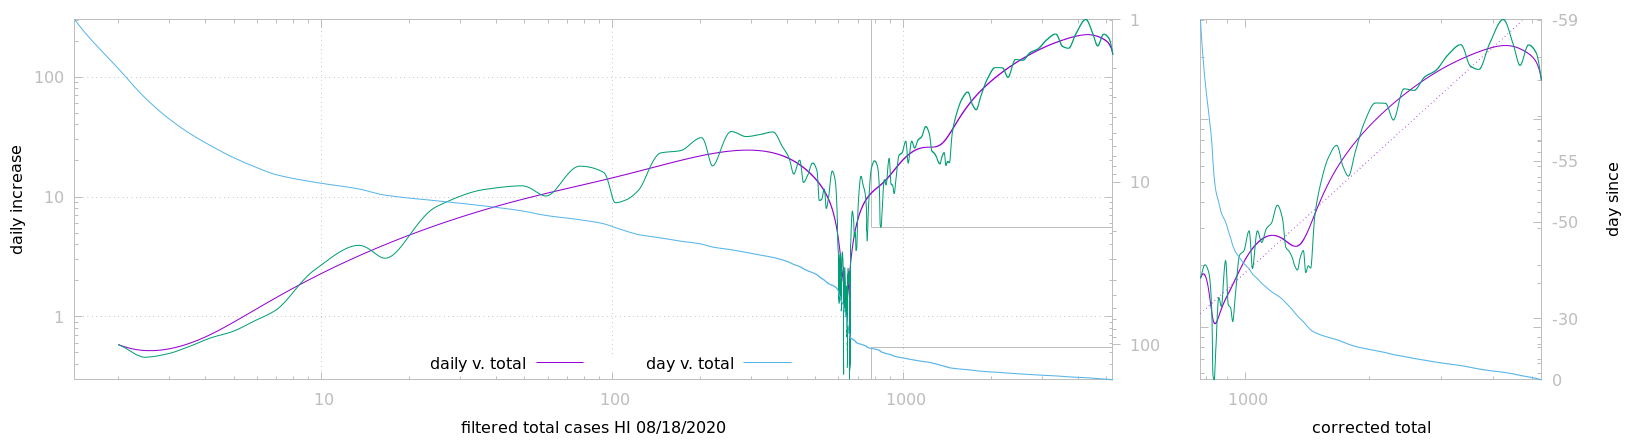 1
-59
100
daily increase
-55
day since
10
10
-50
1
-30
daily v. total
day v. total
100
0
10
100
1000
1000
filtered total cases HI 08/18/2020
corrected total